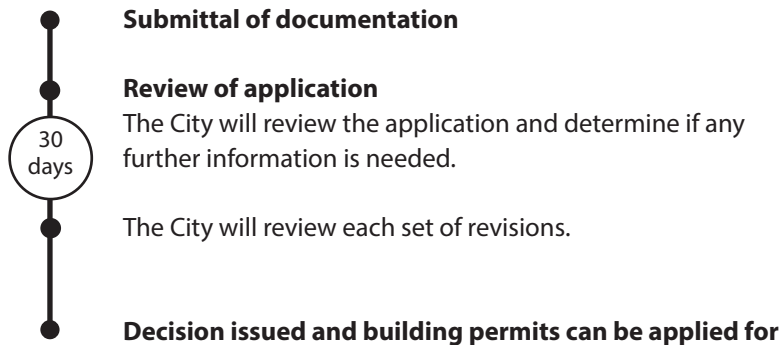 Submittal of documentation
Review of application
30
days
The City will review the application and determine if any
further information is needed.
The City will review each set of revisions.
Decision issued and building permits can be applied for